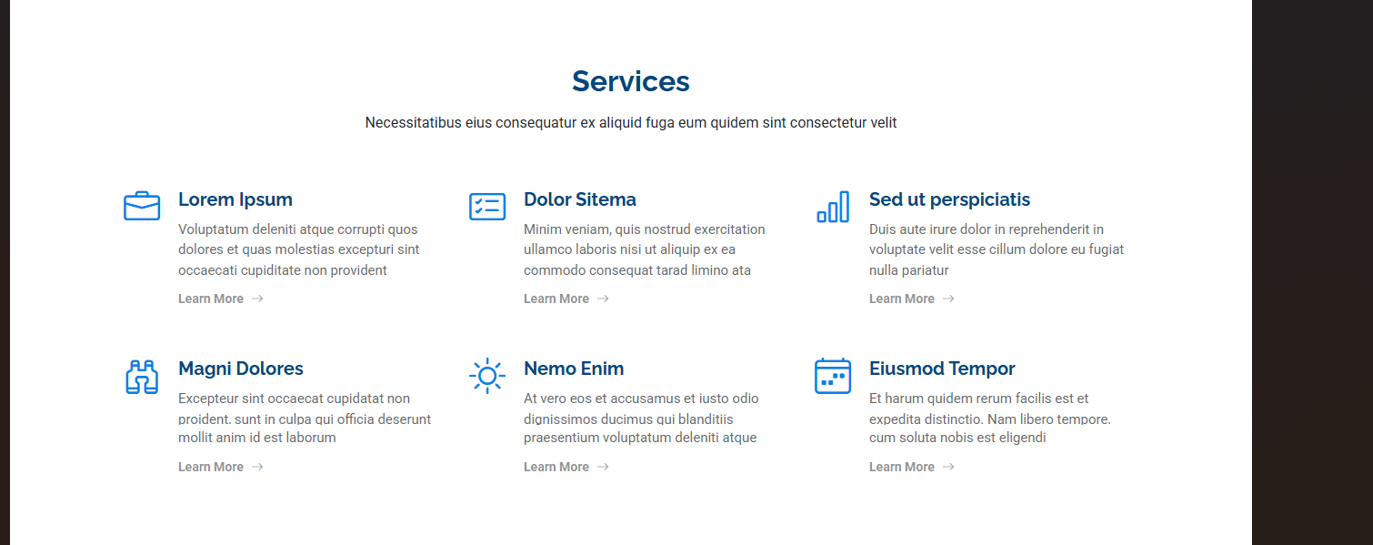 Services
Necessitatibus eius consequatur ex aliquid fuga eum quidem sint consectetur velit
Lorem Ipsum
Voluptatum deleniti atque corrupti quos
dolores et quas molestias excepturi sint
occaecati cupiditate non provident
Learn More →
Dolor Sitema
Minim veniam, quis nostrud exercitation
ullamco laboris nisi ut aliquip ex ea
commodo consequat tarad limino ata
Learn More →
Sed ut perspiciatis
Duis aute irure dolor in reprehenderit in
voluptate velit esse cillum dolore eu fugiat
nulla pariatur
Learn More →
Magni Dolores
Excepteur sint occaecat cupidatat non
proident, sunt in culpa qui officia deserunt
mollit anim id est laborum
Learn More →
Nemo Enim
At vero eos et accusamus et iusto odio
dignissimos ducimus qui blanditiis
praesentium voluptatum deleniti atque
Learn More →
Eiusmod Tempor
Et harum quidem rerum facilis est et
expedita distinctio. Nam libero tempore,
cum soluta nobis est eligendi
Learn More →